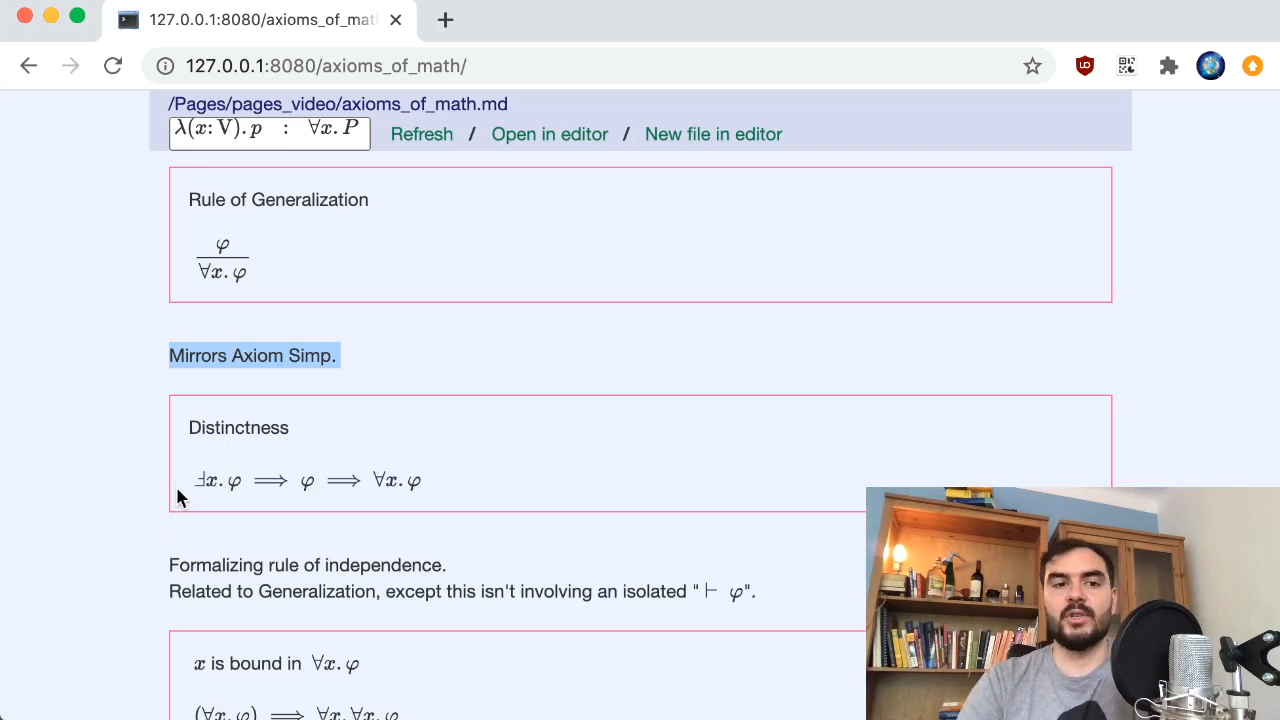 127.0.0.1:8080/axioms_of_mat
127.0.0.1:8080/axioms_of_math/
/Pages/pages_video/axioms_of_math.md
λ(x: V). p : ∀x. P
Refresh / Open in editor / New file in editor
Rule of Generalization
φ
∀x. φ
Mirrors Axiom Simp.
Distinctness
Ⅎx. φ ⟹ φ ⟹ ∀x. φ
Formalizing rule of independence.
Related to Generalization, except this isn't involving an isolated " ⊢ φ".
x is bound in ∀x. φ
(∀x. φ) ⟹ ∀x. ∀x. φ